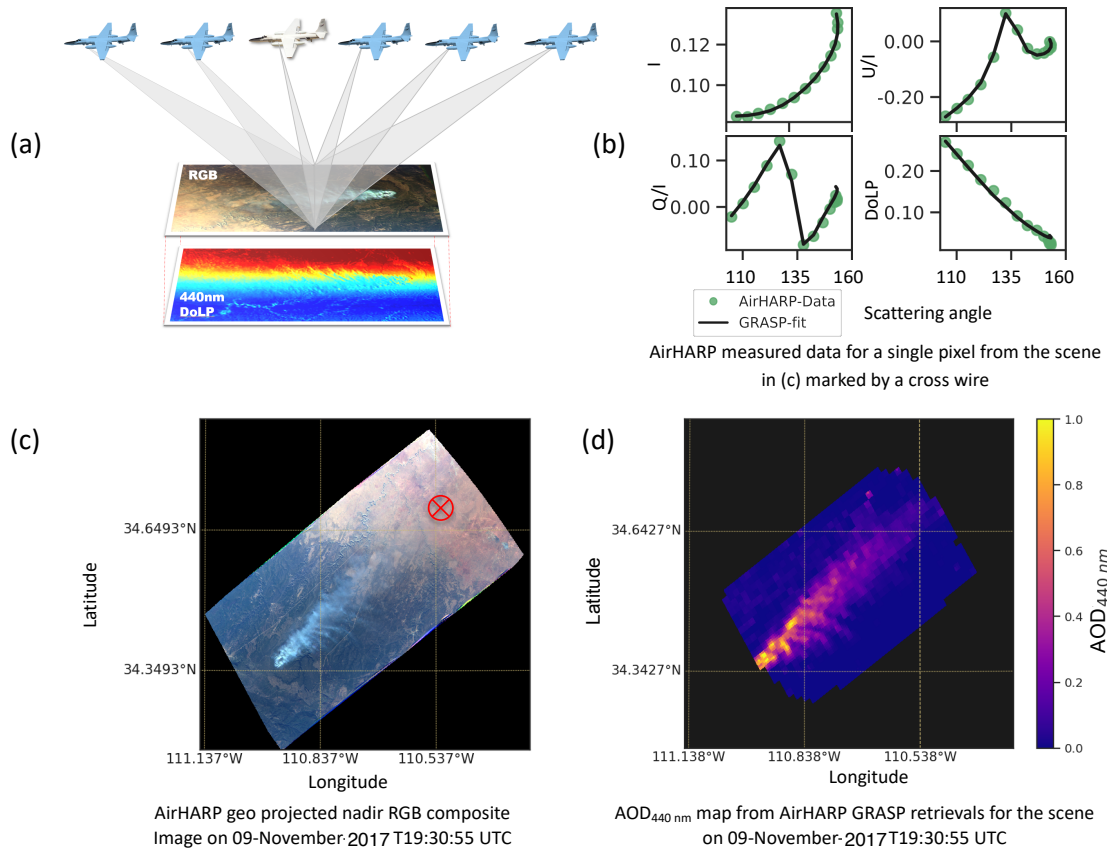 (a)
RGB
440nm
DoLP
(b)
I
0.12
0.10
U/I
0.00
-0.20
Q/I
0.10
0.00
110 135 160
DoLP
0.20
0.10
110 135 160
AirHARP-Data
GRASP-fit
Scattering angle
AirHARP measured data for a single pixel from the scene
in (c) marked by a cross wire
(c)
Latitude
34.6493°N
34.3493°N
111.137°W 110.837°W 110.537°W
Longitude
AirHARP geo projected nadir RGB composite
Image on 09-November-2017 T19:30:55 UTC
(d)
Latitude
34.6427°N
34.3427°N
111.138°W 110.838°W 110.538°W
Longitude
1.0
0.8
0.6
0.4
0.2
0.0
AOD440 nm
AOD440 nm map from AirHARP GRASP retrievals for the scene
on 09-November-2017 T19:30:55 UTC